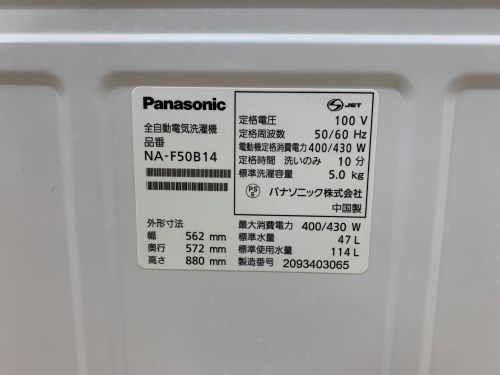 Panasonic
全自動電気洗濯機
品番
NA-F50B14
外形寸法
幅 562 mm
奥行 572 mm
高さ 880 mm
S JET
定格電圧 100 V
定格周波数 50/60 Hz
電動機定格消費電力 400/430 W
定格時間 洗いのみ 10 分
標準洗濯容量 5.0 kg
PS E パナソニック株式会社
中国製
最大消費電力 400/430 W
標準水量 47 L
標準使用水量 114 L
製造番号 2093403065